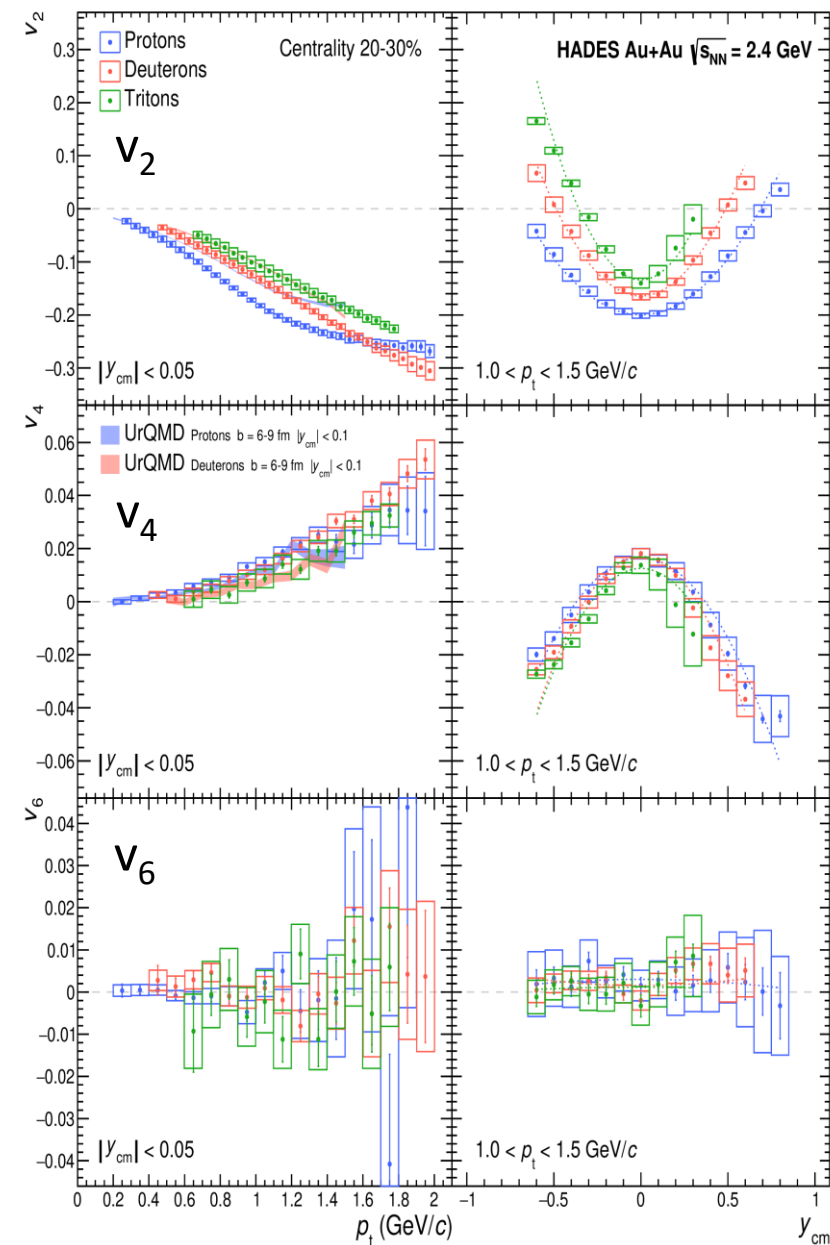 v₂
0.3
0.2
0.1
0
−0.1
−0.2
−0.3
Protons
Deuterons
Tritons
Centrality 20-30%
HADES Au+Au √sNN = 2.4 GeV
v₂
|ycm| < 0.05
1.0 < pt < 1.5 GeV/c
v₄
0.06
0.04
0.02
0
−0.02
−0.04
−0.06
UrQMD Protons b = 6-9 fm |ycm| < 0.1
UrQMD Deuterons b = 6-9 fm |ycm| < 0.1
v₄
|ycm| < 0.05
1.0 < pt < 1.5 GeV/c
v₆
0.04
0.03
0.02
0.01
0
−0.01
−0.02
−0.03
−0.04
v₆
|ycm| < 0.05
1.0 < pt < 1.5 GeV/c
0 0.2 0.4 0.6 0.8 1 1.2 1.4 1.6 1.8 2
−1 −0.5 0 0.5 1
pt (GeV/c)
ycm